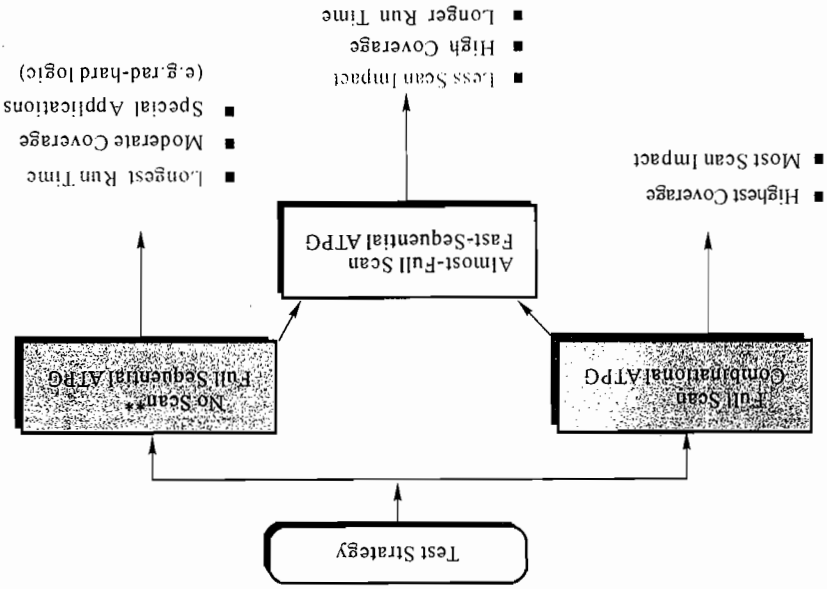 Test Strategy
Full Scan
Combinational ATPG
No Scan**
Full Sequential ATPG
Almost-Full Scan
Fast-Sequential ATPG
■ Highest Coverage
■ Most Scan Impact
■ Less Scan Impact
■ High Coverage
■ Longer Run Time
■ Longest Run Time
■ Moderate Coverage
■ Special Applications
(e.g. rad-hard logic)